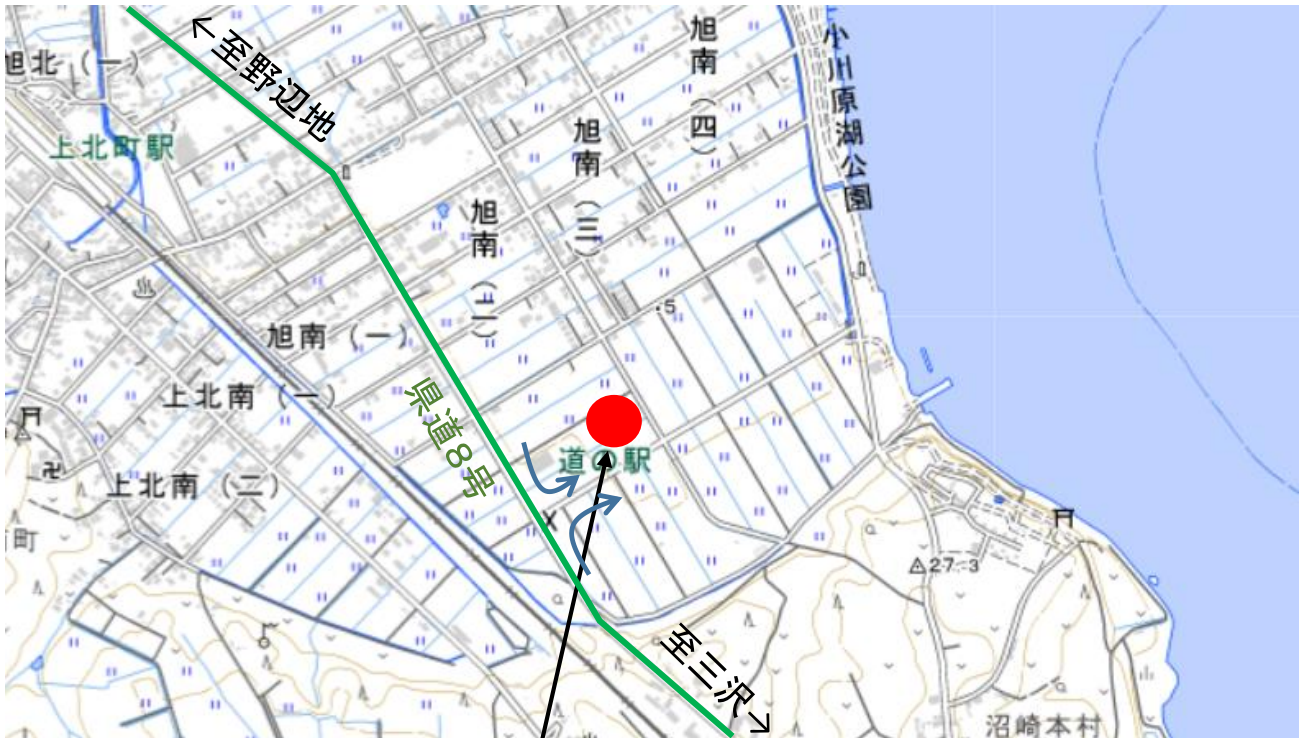 ←至野辺地
旭北（一）
上北町駅
旭南（四）
小川原湖公園
旭南（三）
旭南（二）
・5
旭南（一）
上北南（一）
県道8号
道の駅
上北南（二）
町
27.3
至三沢→
沼崎本村